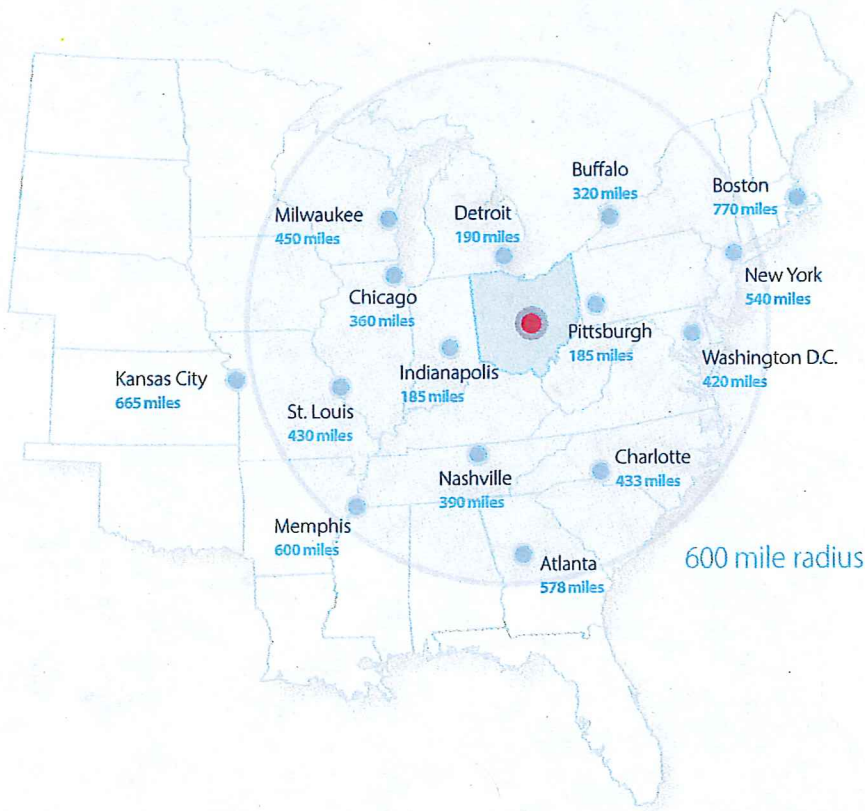 Buffalo
320 miles
Boston
770 miles
Milwaukee
450 miles
Detroit
190 miles
New York
540 miles
Chicago
360 miles
Pittsburgh
185 miles
Washington D.C.
420 miles
Indianapolis
185 miles
Kansas City
665 miles
St. Louis
430 miles
Charlotte
433 miles
Nashville
390 miles
Memphis
600 miles
Atlanta
578 miles
600 mile radius